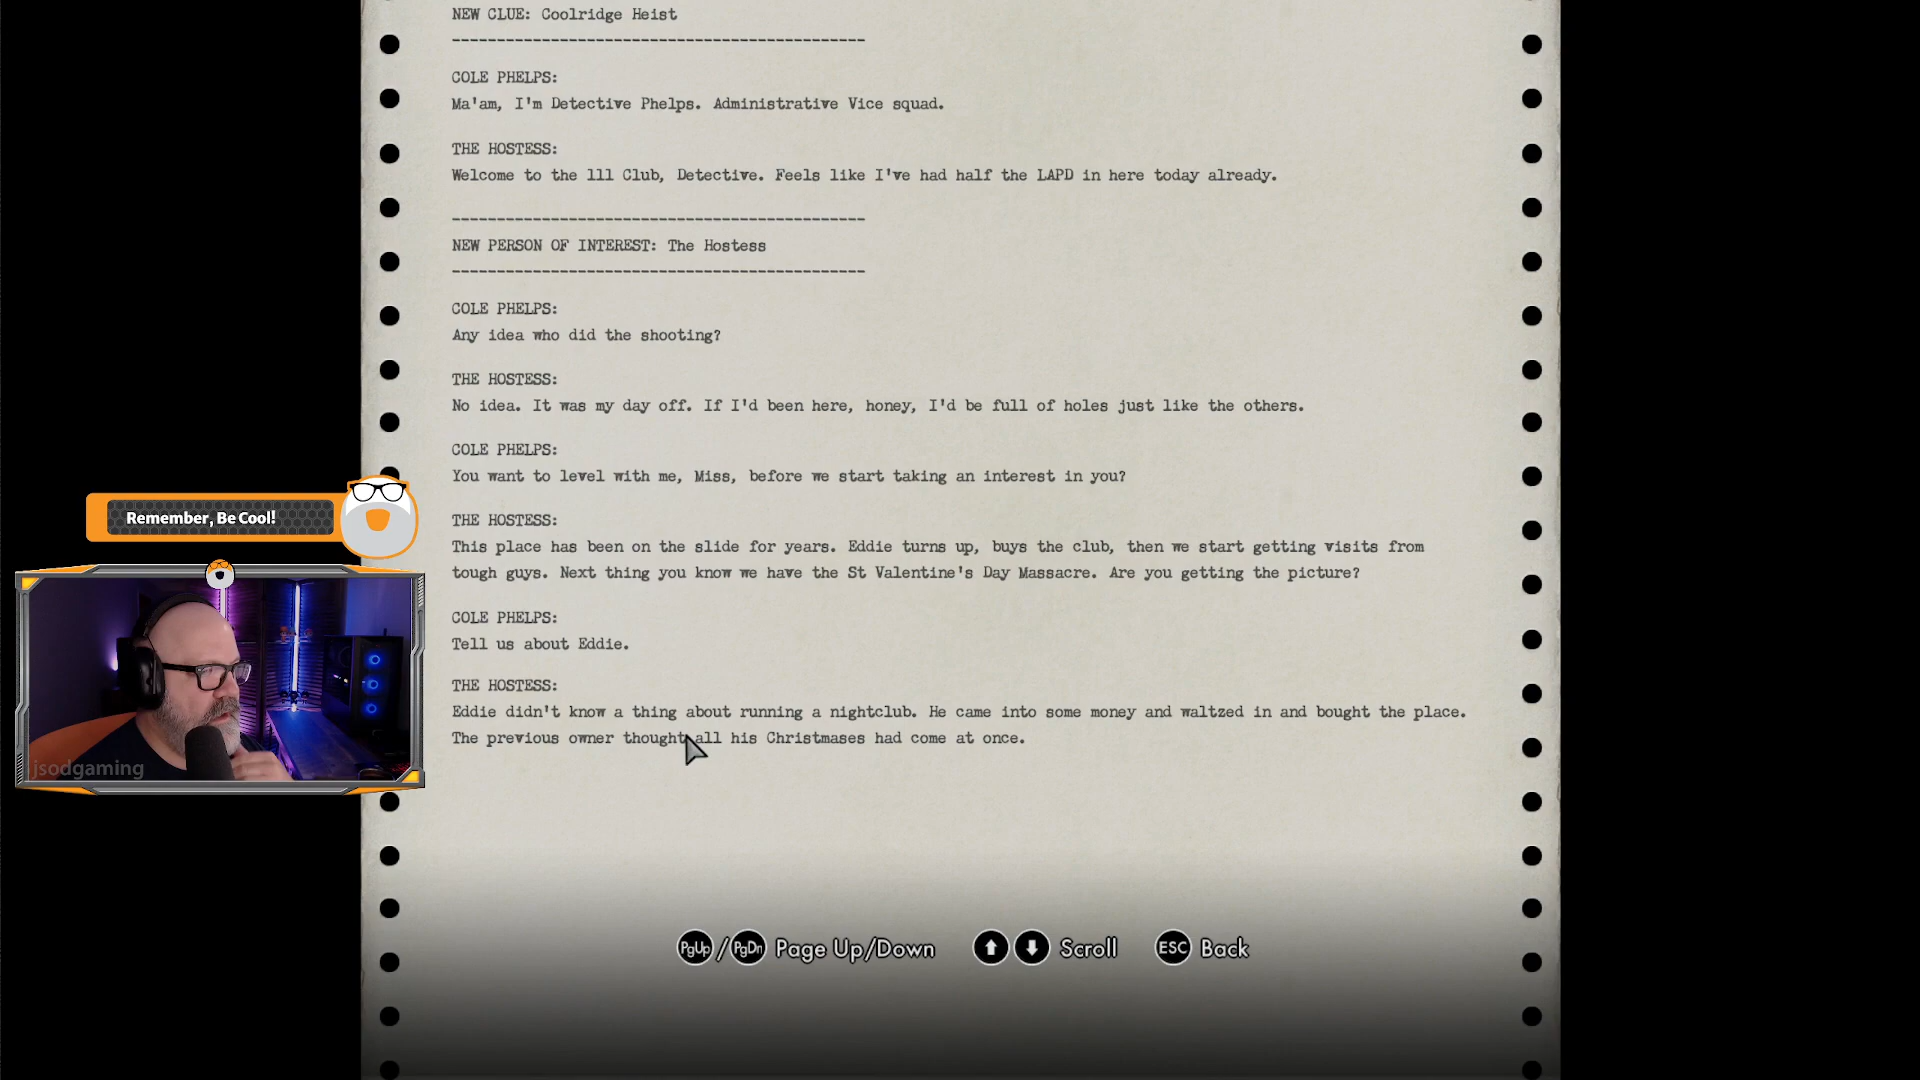 NEW CLUE: Coolridge Heist
----------------------------------------------
COLE PHELPS:
Ma'am, I'm Detective Phelps. Administrative Vice squad.
THE HOSTESS:
Welcome to the 111 Club, Detective. Feels like I've had half the LAPD in here today already.
----------------------------------------------
NEW PERSON OF INTEREST: The Hostess
----------------------------------------------
COLE PHELPS:
Any idea who did the shooting?
THE HOSTESS:
No idea. It was my day off. If I'd been here, honey, I'd be full of holes just like the others.
COLE PHELPS:
You want to level with me, Miss, before we start taking an interest in you?
THE HOSTESS:
This place has been on the slide for years. Eddie turns up, buys the club, then we start getting visits from
tough guys. Next thing you know we have the St Valentine's Day Massacre. Are you getting the picture?
COLE PHELPS:
Tell us about Eddie.
THE HOSTESS:
Eddie didn't know a thing about running a nightclub. He came into some money and waltzed in and bought the place.
The previous owner thought all his Christmases had come at once.
Remember, Be Cool!
jsodgaming
PgUp/PgDn Page Up/Down Scroll ESC Back